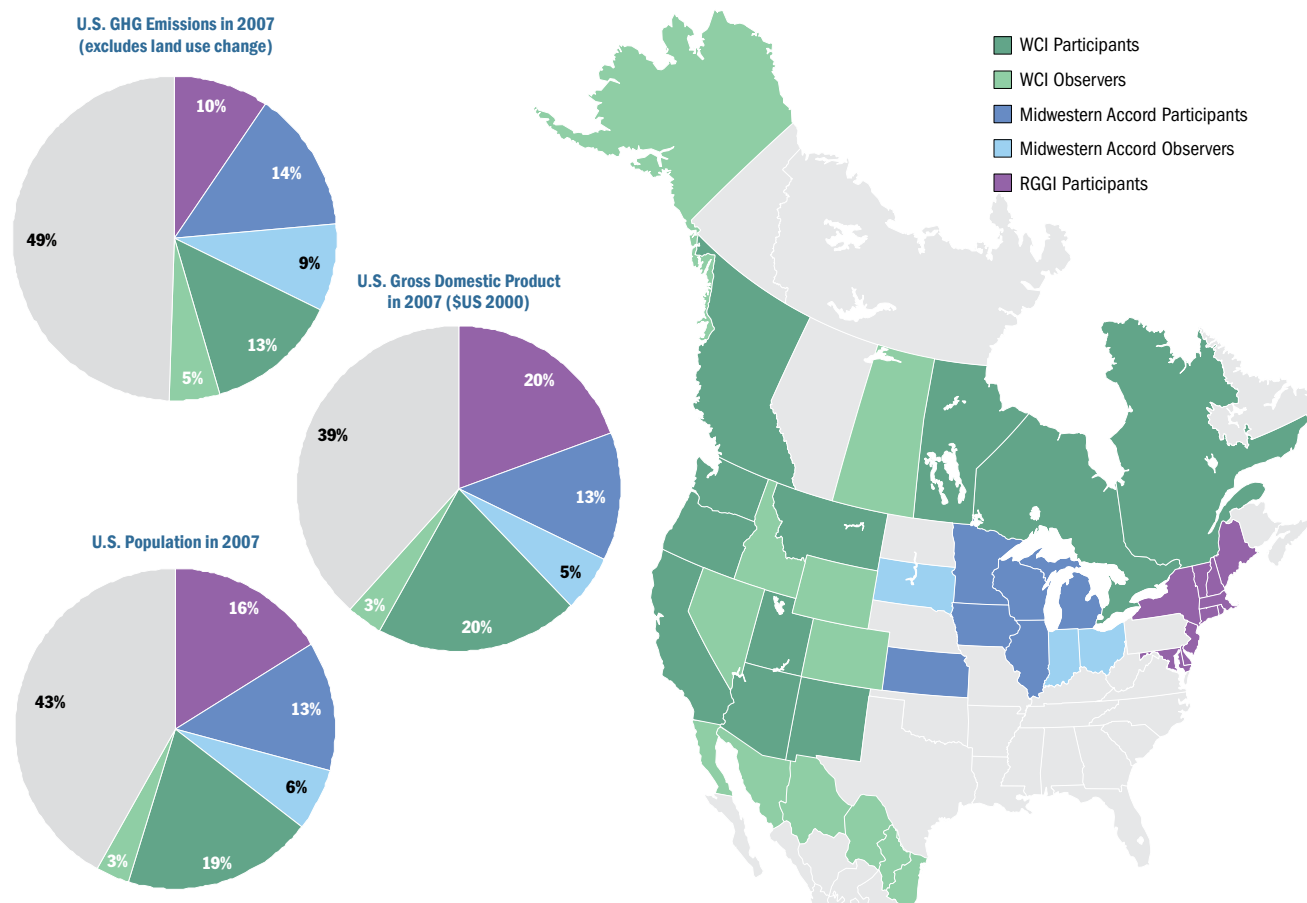 U.S. GHG Emissions in 2007
(excludes land use change)
10%
14%
9%
13%
5%
49%
U.S. Gross Domestic Product
in 2007 ($US 2000)
20%
13%
5%
20%
3%
39%
U.S. Population in 2007
16%
13%
6%
19%
3%
43%
WCI Participants
WCI Observers
Midwestern Accord Participants
Midwestern Accord Observers
RGGI Participants